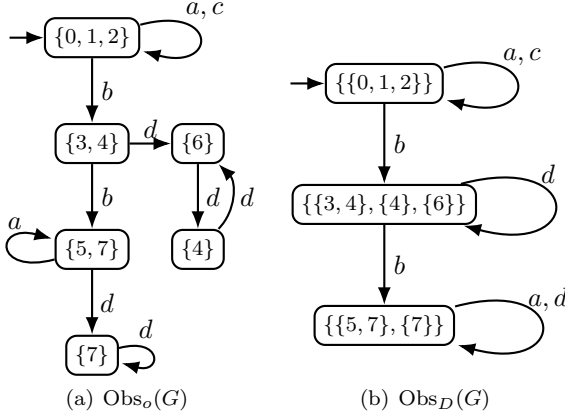 {0, 1, 2}
a, c
b
{3, 4}
d
{6}
b
d
d
a
{5, 7}
{4}
d
{7}
d
(a) Obs_o(G)
{{0, 1, 2}}
a, c
b
{{3, 4}, {4}, {6}}
d
b
{{5, 7}, {7}}
a, d
(b) Obs_D(G)